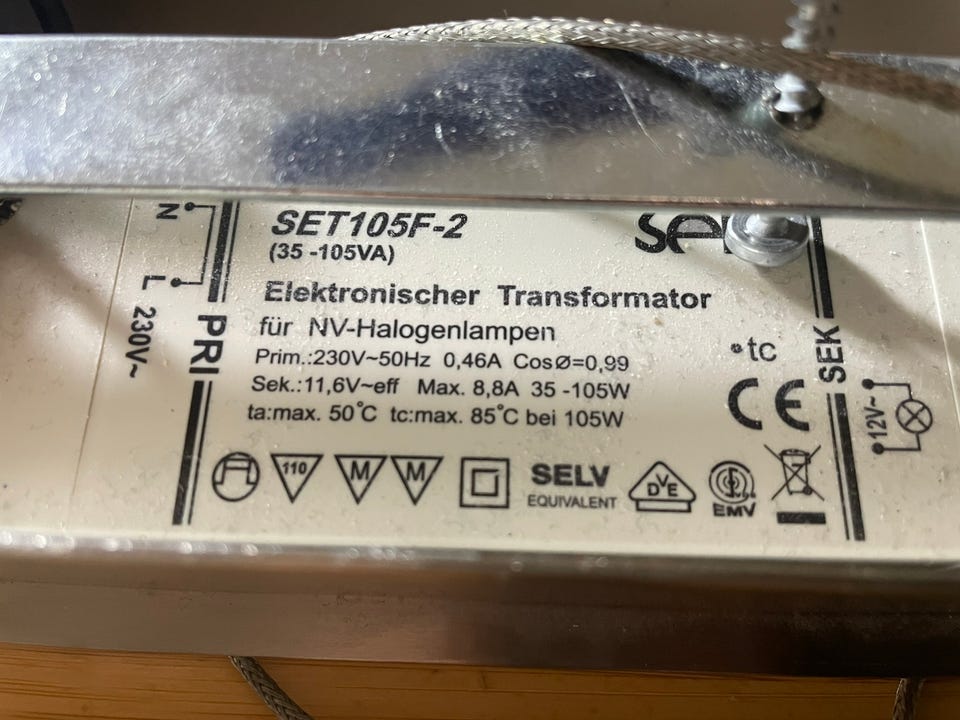 SET105F-2
(35 -105VA)
Elektronischer Transformator
für NV-Halogenlampen
Prim.:230V~50Hz 0,46A CosØ=0,99
Sek.:11,6V~eff Max. 8,8A 35 -105W
ta:max. 50°C tc:max. 85°C bei 105W
N
L 230V~
PRI
tc
CE
SEK
12V~
110
M
M
SELV
EQUIVALENT
DVE
EMV